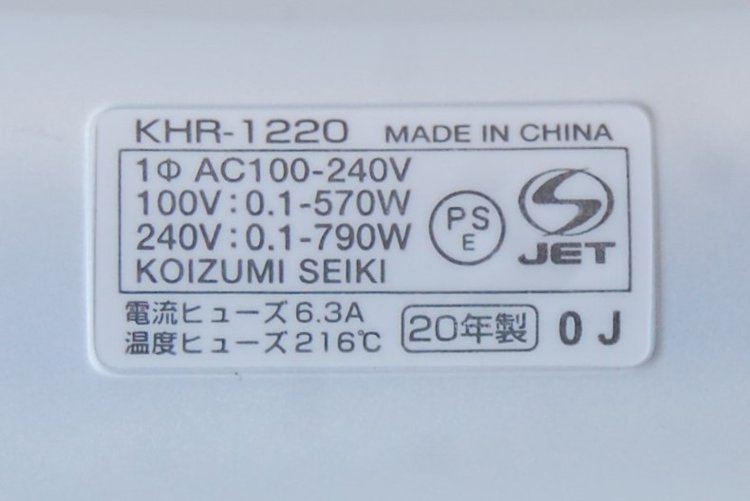 KHR-1220 MADE IN CHINA
1Φ AC100-240V
100V:0.1-570W
240V:0.1-790W
KOIZUMI SEIKI
PS
E
JET
電流ヒューズ6.3A
温度ヒューズ216℃
20年製 0 J